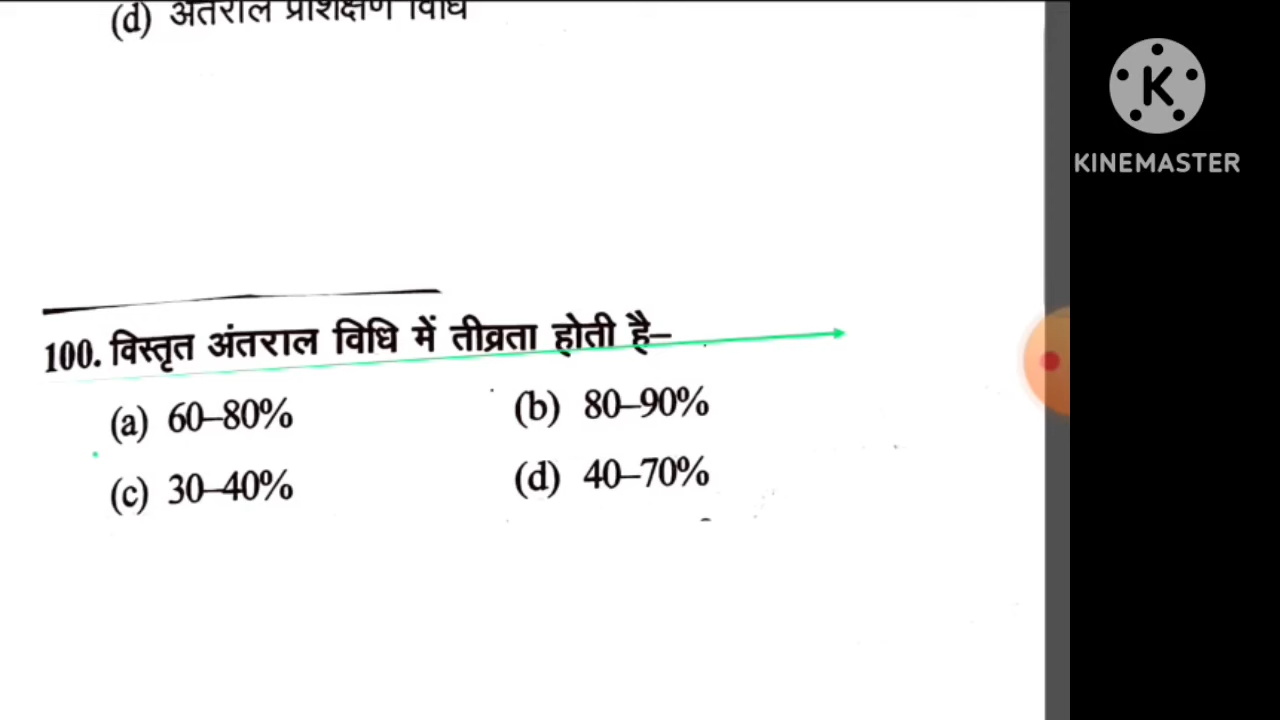 (d) अंतराल प्रशिक्षण विधि
100. विस्तृत अंतराल विधि में तीव्रता होती है–
(a) 60–80% (b) 80–90%
(c) 30–40% (d) 40–70%
K
KINEMASTER